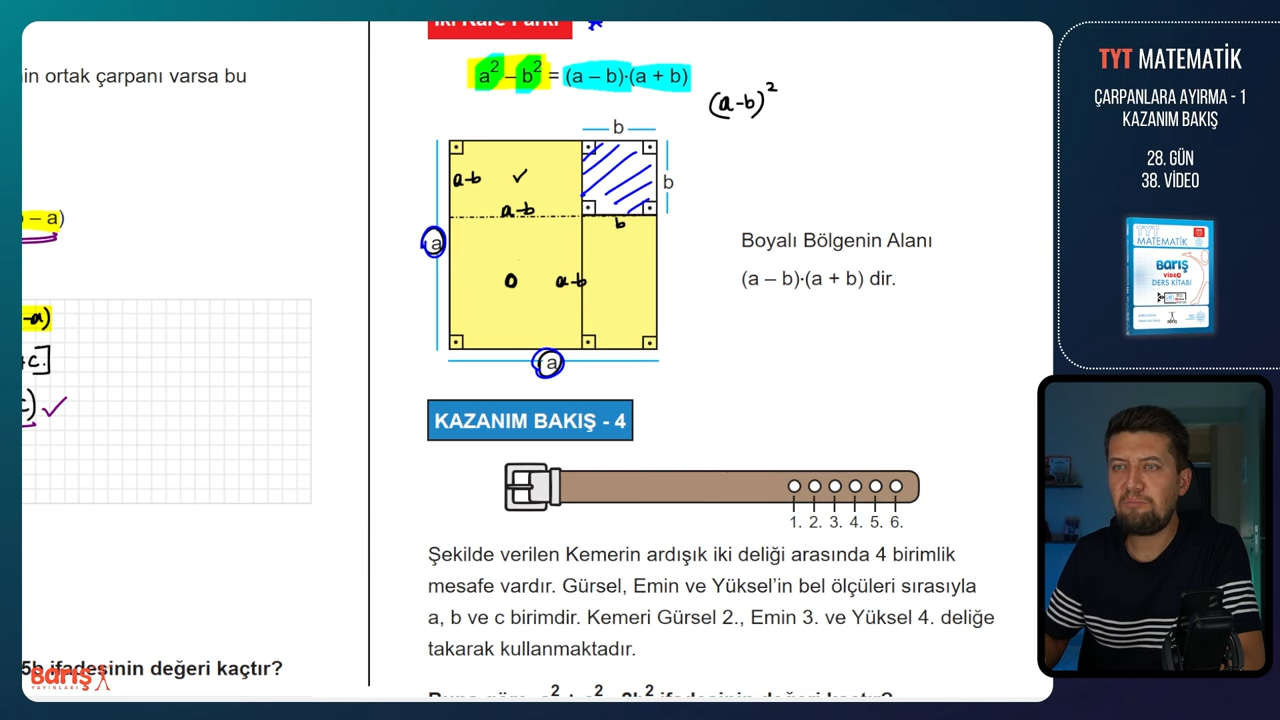 in ortak çarpanı varsa bu
– a)
-a)
+c.]
c) ✓
5b ifadesinin değeri kaçtır?
BARIŞ
YAYINLARI
İki Kare Farkı
a² – b² = (a – b)·(a + b)
(a-b)²
b
a-b ✓
b
a-b
b
a
0 a-b
a
Boyalı Bölgenin Alanı
(a – b)·(a + b) dir.
KAZANIM BAKIŞ - 4
1. 2. 3. 4. 5. 6.
Şekilde verilen Kemerin ardışık iki deliği arasında 4 birimlik
mesafe vardır. Gürsel, Emin ve Yüksel'in bel ölçüleri sırasıyla
a, b ve c birimdir. Kemeri Gürsel 2., Emin 3. ve Yüksel 4. deliğe
takarak kullanmaktadır.
TYT MATEMATİK
ÇARPANLARA AYIRMA - 1
KAZANIM BAKIŞ
28. GÜN
38. VİDEO
TYT
MATEMATİK
BARIŞ
VİDEO
DERS KİTABI